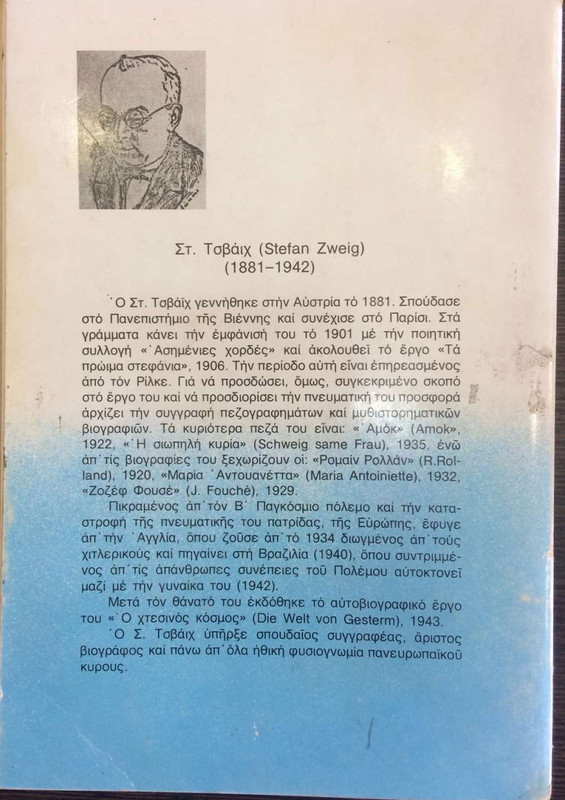 Στ. Τσβάιχ (Stefan Zweig)
(1881–1942)
Ὁ Στ. Τσβάϊχ γεννήθηκε στήν Αὐστρία τό 1881. Σπούδασε
στό Πανεπιστήμιο τῆς Βιέννης καί συνέχισε στό Παρίσι. Στά
γράμματα κάνει τήν ἐμφάνισή του τό 1901 μέ τήν ποιητική
συλλογή «Ἀσημένιες χορδές» καί ἀκολουθεῖ τό ἔργο «Τά
πρώιμα στεφάνια», 1906. Τήν περίοδο αὐτή εἶναι ἐπηρεασμένος
ἀπό τόν Ρίλκε. Γιά νά προσδώσει, ὅμως, συγκεκριμένο σκοπό
στό ἔργο του καί νά προσδιορίσει τήν πνευματική του προσφορά
ἀρχίζει τήν συγγραφή πεζογραφημάτων καί μυθιστορηματικῶν
βιογραφιῶν. Τά κυριότερα πεζά του εἶναι: «Ἀμόκ» (Amok»,
1922, «Ἡ σιωπηλή κυρία» (Schweig same Frau), 1935, ἐνῶ
ἀπ᾿ τίς βιογραφίες του ξεχωρίζουν οἱ: «Ρομαίν Ρολλάν» (R.Rol-
land), 1920, «Μαρία Ἀντουανέττα» (Maria Antoiniette), 1932,
«Ζοζέφ Φουσέ» (J. Fouché), 1929.
Πικραμένος ἀπ᾿ τόν Β΄ Παγκόσμιο πόλεμο καί τήν κατα-
στροφή τῆς πνευματικῆς του πατρίδας, τῆς Εὐρώπης, ἔφυγε
ἀπ᾿ τήν Ἀγγλία, ὅπου ζοῦσε ἀπ᾿ τό 1934 διωγμένος ἀπ᾿ τούς
χιτλερικούς καί πηγαίνει στή Βραζιλία (1940), ὅπου συντριμμέ-
νος ἀπ᾿ τίς ἀπάνθρωπες συνέπειες τοῦ Πολέμου αὐτοκτονεῖ
μαζί μέ τήν γυναίκα του (1942).
Μετά τόν θάνατό του ἐκδόθηκε τό αὐτοβιογραφικό ἔργο
του «Ὁ χτεσινός κόσμος» (Die Welt von Gesterm), 1943.
Ὁ Σ. Τσβάιχ ὑπῆρξε σπουδαῖος συγγραφέας, ἄριστος
βιογράφος καί πάνω ἀπ᾿ ὅλα ἠθική φυσιογνωμία πανευρωπαϊκοῦ
κυρους.